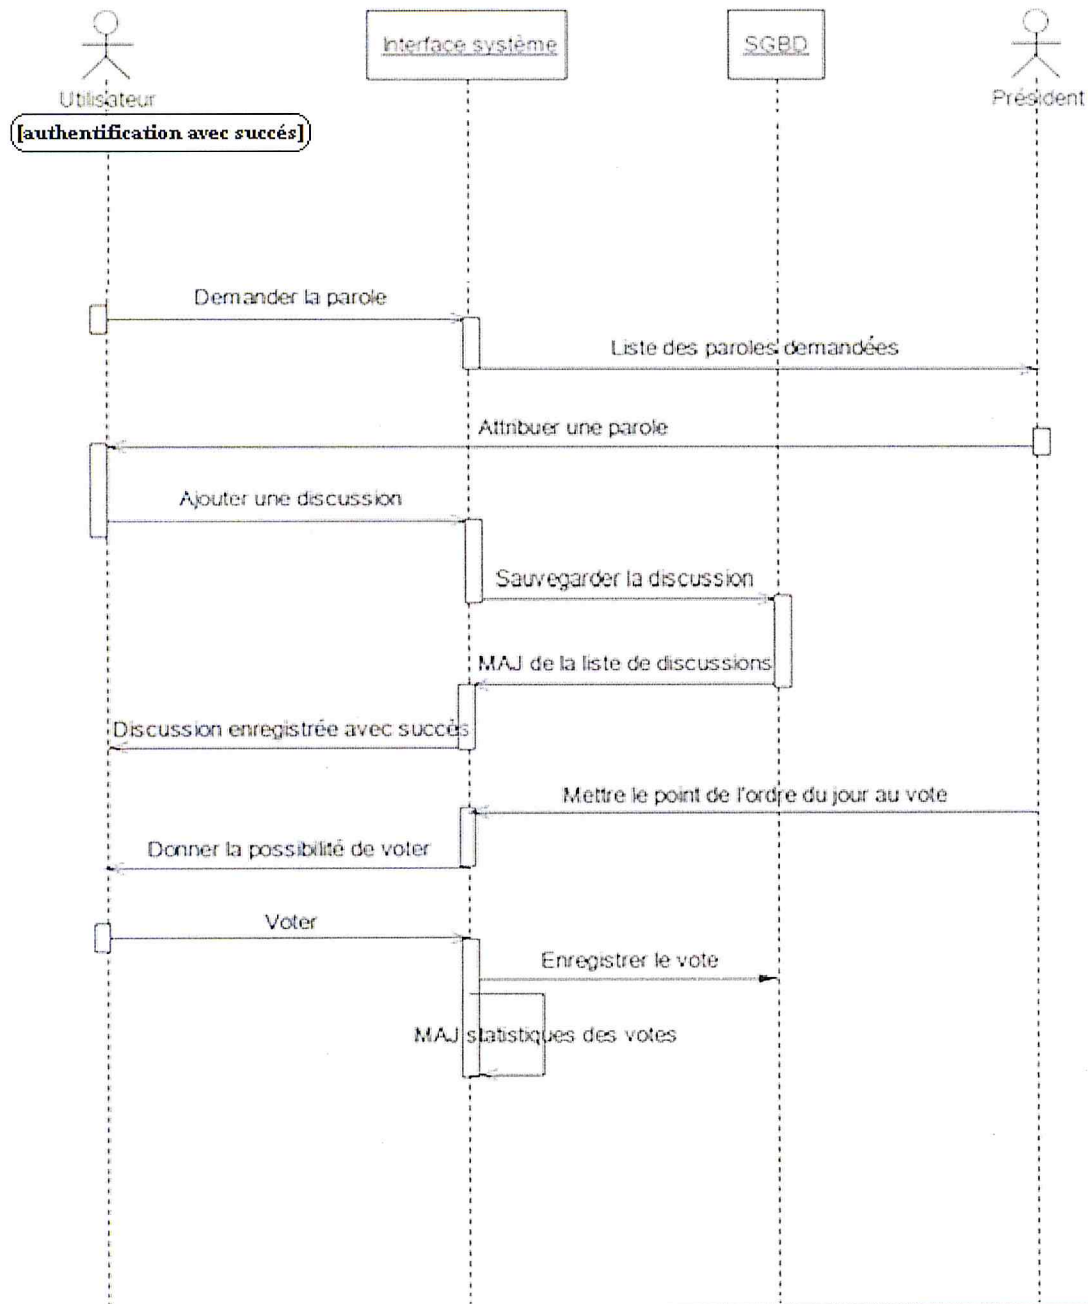 Interface système
SGBD
Utilisateur
Président
[authentification avec succés]
Demander la parole
Liste des paroles demandées
Attribuer une parole
Ajouter une discussion
Sauvegarder la discussion
MAJ de la liste de discussions
Discussion enregistrée avec succès
Mettre le point de l'ordre du jour au vote
Donner la possibilité de voter
Voter
Enregistrer le vote
MAJ statistiques des votes